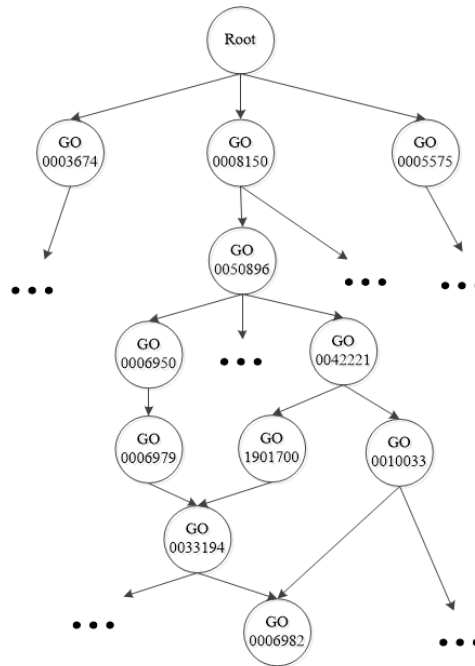 Root
GO
0003674
GO
0008150
GO
0005575
GO
0050896
• • •
• • •
• • •
GO
0006950
• • •
GO
0042221
GO
0006979
GO
1901700
GO
0010033
GO
0033194
• • •
GO
0006982
• • •